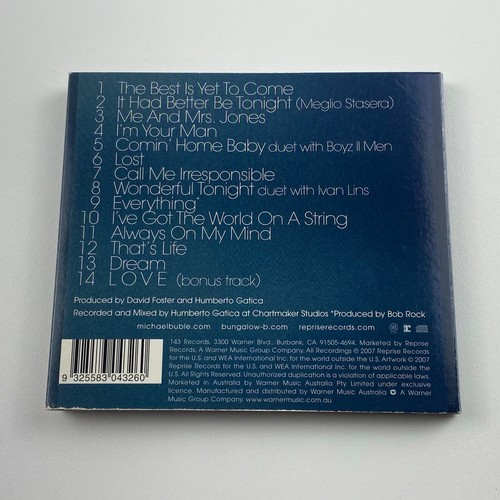 1 The Best Is Yet To Come
2 It Had Better Be Tonight (Meglio Stasera)
3 Me And Mrs. Jones
4 I'm Your Man
5 Comin' Home Baby duet with Boyz II Men
6 Lost
7 Call Me Irresponsible
8 Wonderful Tonight duet with Ivan Lins
9 Everything*
10 I've Got The World On A String
11 Always On My Mind
12 That's Life
13 Dream
14 L O V E (bonus track)
Produced by David Foster and Humberto Gatica
Recorded and Mixed by Humberto Gatica at Chartmaker Studios *Produced by Bob Rock
michaelbuble.com bungalow-b.com repriserecords.com
143 Records. 3300 Warner Blvd., Burbank, CA 91505-4694. Marketed by Reprise
Records. A Warner Music Group Company. All Recordings ℗ 2007 Reprise Records
for the U.S. and WEA International Inc. for the world outside the U.S. Artwork © 2007
Reprise Records for the U.S. and WEA International Inc. for the world outside the
U.S. All Rights Reserved. Unauthorized duplication is a violation of applicable laws.
Marketed in Australia by Warner Music Australia Pty Limited under exclusive
licence. Manufactured and distributed by Warner Music Australia A Warner
Music Group Company. www.warnermusic.com.au
9 325583 043260